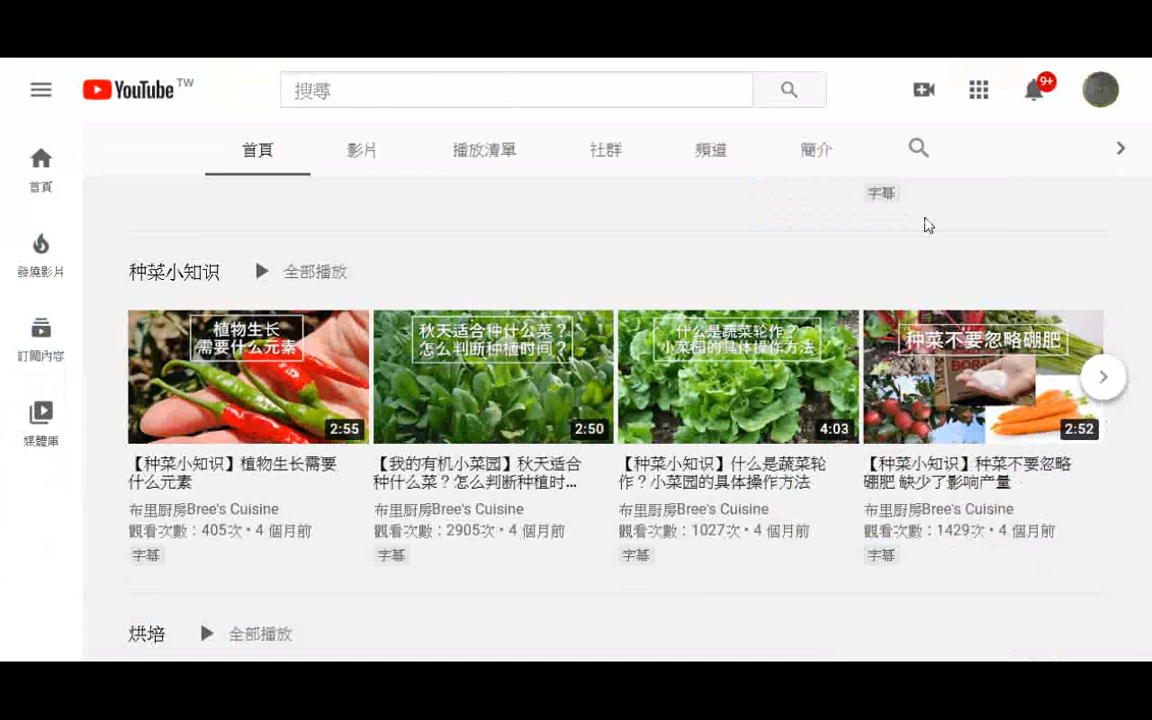 YouTube TW
搜尋
9+
首頁 影片 播放清單 社群 頻道 簡介
首頁
發燒影片
訂閱內容
媒體庫
字幕
种菜小知识 全部播放
植物生长
需要什么元素
2:55
秋天适合种什么菜？
怎么判断种植时间？
2:50
什么是蔬菜轮作？
小菜园的具体操作方法
4:03
种菜不要忽略硼肥
2:52
【种菜小知识】植物生长需要
什么元素
布里厨房Bree's Cuisine
觀看次數：405次 • 4 個月前
字幕
【我的有机小菜园】秋天适合
种什么菜？怎么判断种植时...
布里厨房Bree's Cuisine
觀看次數：2905次 • 4 個月前
字幕
【种菜小知识】什么是蔬菜轮
作？小菜园的具体操作方法
布里厨房Bree's Cuisine
觀看次數：1027次 • 4 個月前
字幕
【种菜小知识】种菜不要忽略
硼肥 缺少了影响产量
布里厨房Bree's Cuisine
觀看次數：1429次 • 4 個月前
字幕
烘培 全部播放